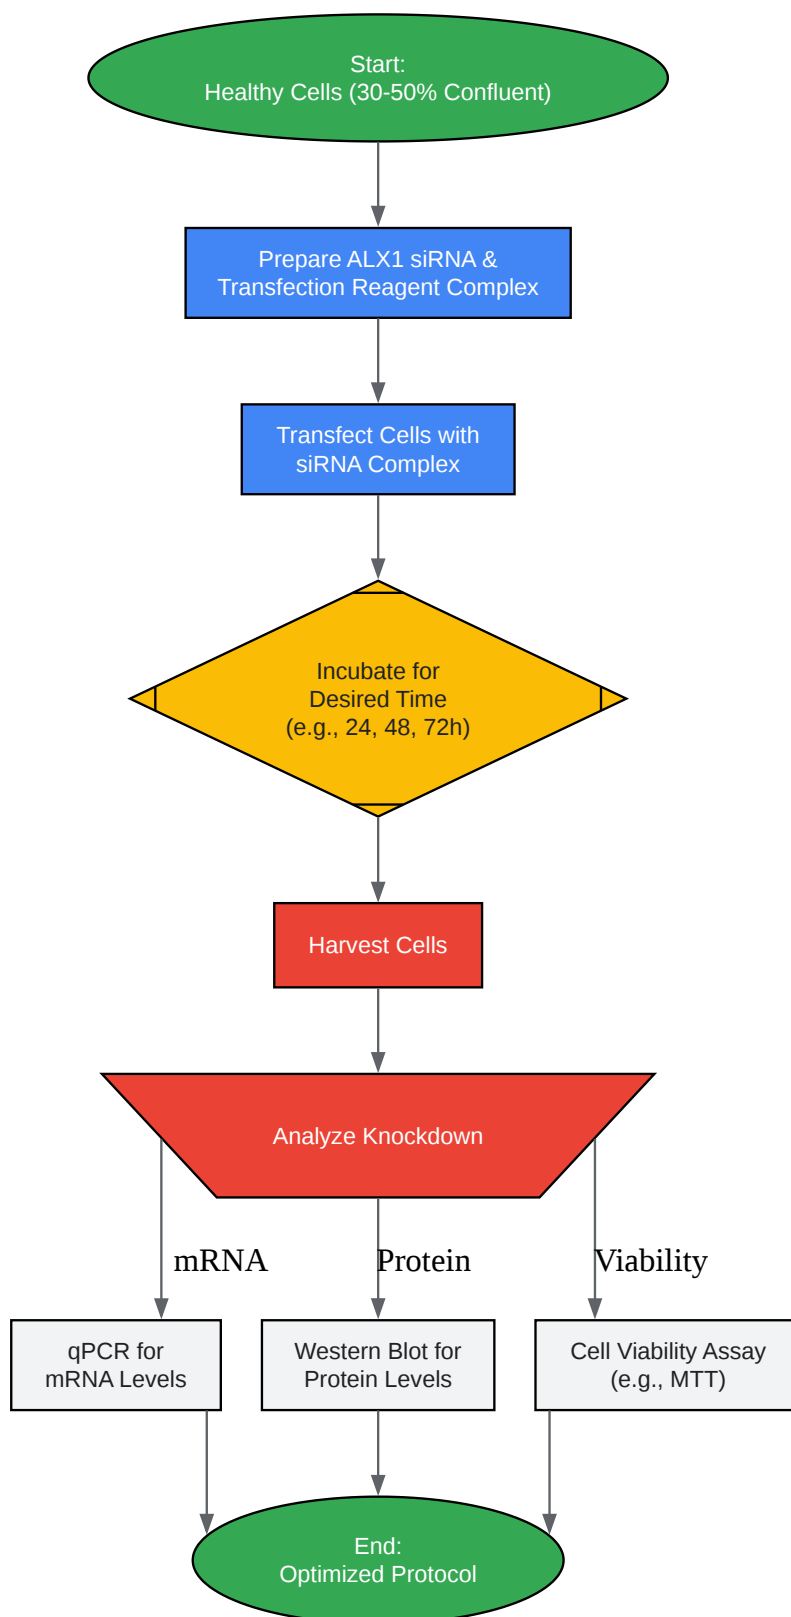 Start:
Healthy Cells (30-50% Confluent)
Prepare ALX1 siRNA &
Transfection Reagent Complex
Transfect Cells with
siRNA Complex
Incubate for
Desired Time
(e.g., 24, 48, 72h)
Harvest Cells
Analyze Knockdown
mRNA
Protein
Viability
qPCR for
mRNA Levels
Western Blot for
Protein Levels
Cell Viability Assay
(e.g., MTT)
End:
Optimized Protocol